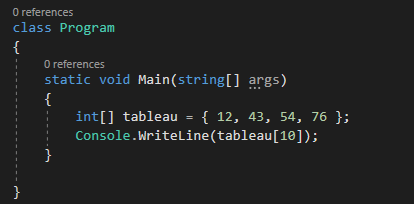 0 references
class Program
{
0 references
static void Main(string[] args)
{
int[] tableau = { 12, 43, 54, 76 };
Console.WriteLine(tableau[10]);
}
}